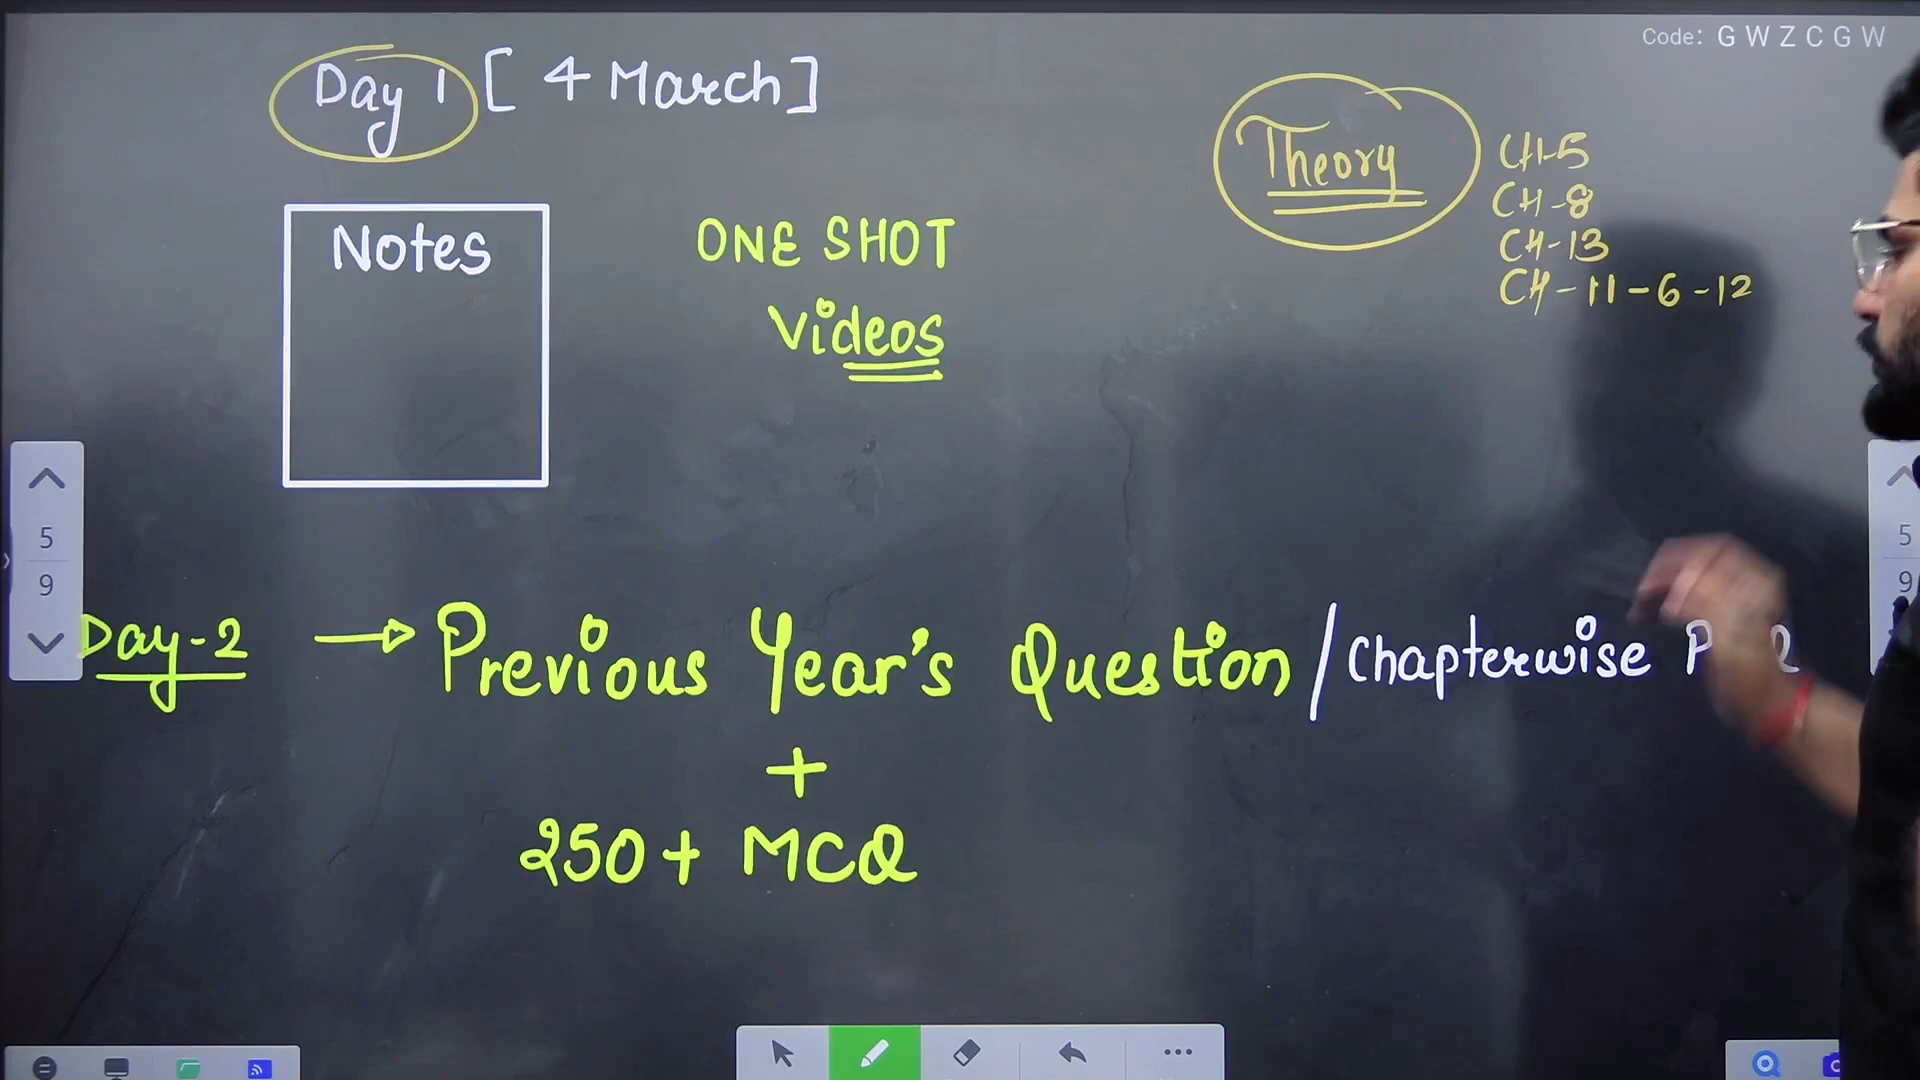 Code: GWZCGW
Day 1 [4 March]
Theory
CH-5
CH-8
CH-13
CH-11-6-12
Notes
ONE SHOT
Videos
5
9
5
9
Day-2 → Previous Year's Question / Chapterwise
+
250+ MCQ